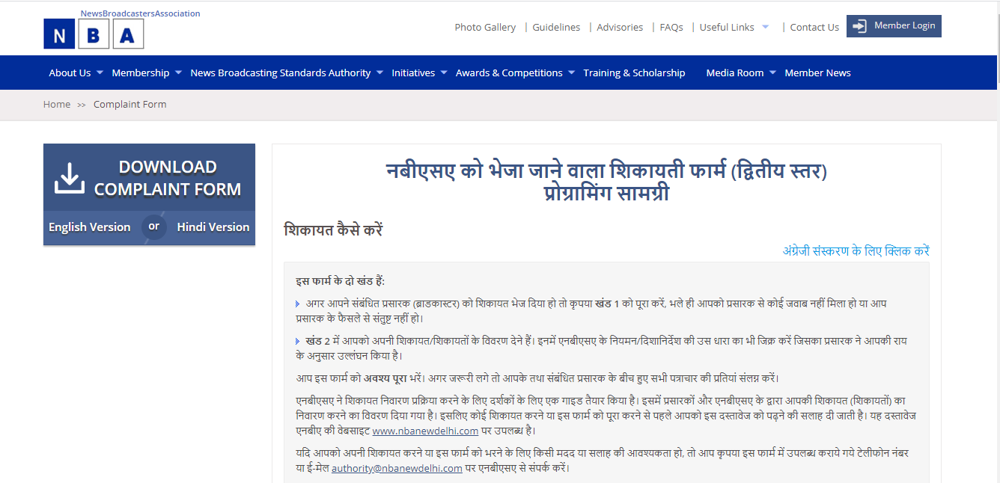 NewsBroadcastersAssociation
N B A
Photo Gallery | Guidelines | Advisories | FAQs | Useful Links | Contact Us Member Login
About Us Membership News Broadcasting Standards Authority Initiatives Awards & Competitions Training & Scholarship Media Room Member News
Home >> Complaint Form
DOWNLOAD
COMPLAINT FORM
English Version or Hindi Version
नबीएसए को भेजा जाने वाला शिकायती फार्म (द्वितीय स्तर)
प्रोग्रामिंग सामग्री
शिकायत कैसे करें
अंग्रेजी संस्करण के लिए क्लिक करें
इस फार्म के दो खंड हैं:
अगर आपने संबंधित प्रसारक (ब्राडकास्टर) को शिकायत भेज दिया हो तो कृपया खंड 1 को पूरा करें, भले ही आपको प्रसारक से कोई जवाब नहीं मिला हो या आप
प्रसारक के फैसले से संतुष्ट नहीं हो।
खंड 2 में आपको अपनी शिकायत/शिकायतों के विवरण देने हैं। इनमें एनबीएसए के नियमन/दिशानिर्देश की उस धारा का भी जिक्र करें जिसका प्रसारक ने आपकी राय
के अनुसार उल्लंघन किया है।
आप इस फार्म को अवश्य पूरा भरें। अगर जरूरी लगे तो आपके तथा संबंधित प्रसारक के बीच हुए सभी पत्राचार की प्रतियां संलग्न करें।
एनबीएसए ने शिकायत निवारण प्रक्रिया करने के लिए दर्शकों के लिए एक गाइड तैयार किया है। इसमें प्रसारकों और एनबीएसए के द्वारा आपकी शिकायत (शिकायतों) का
निवारण करने का विवरण दिया गया है। इसलिए कोई शिकायत करने या इस फार्म को पूरा करने से पहले आपको इस दस्तावेज को पढ़ने की सलाह दी जाती है। यह दस्तावेज
एनबीए की वेबसाइट www.nbanewdelhi.com पर उपलब्ध है।
यदि आपको अपनी शिकायत करने या इस फार्म को भरने के लिए किसी मदद या सलाह की आवश्यकता हो, तो आप कृपया इस फार्म में उपलब्ध कराये गये टेलीफोन नंबर
या ई-मेल authority@nbanewdelhi.com पर एनबीएसए से संपर्क करें।